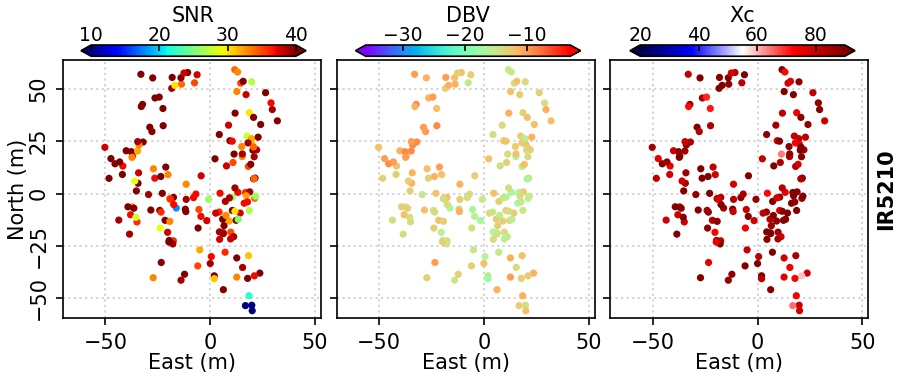 SNR DBV Xc
10 20 30 40 −30 −20 −10 20 40 60 80
50
25
0
−25
−50
North (m)
−50 0 50 −50 0 50 −50 0 50
East (m) East (m) East (m)
IR5210